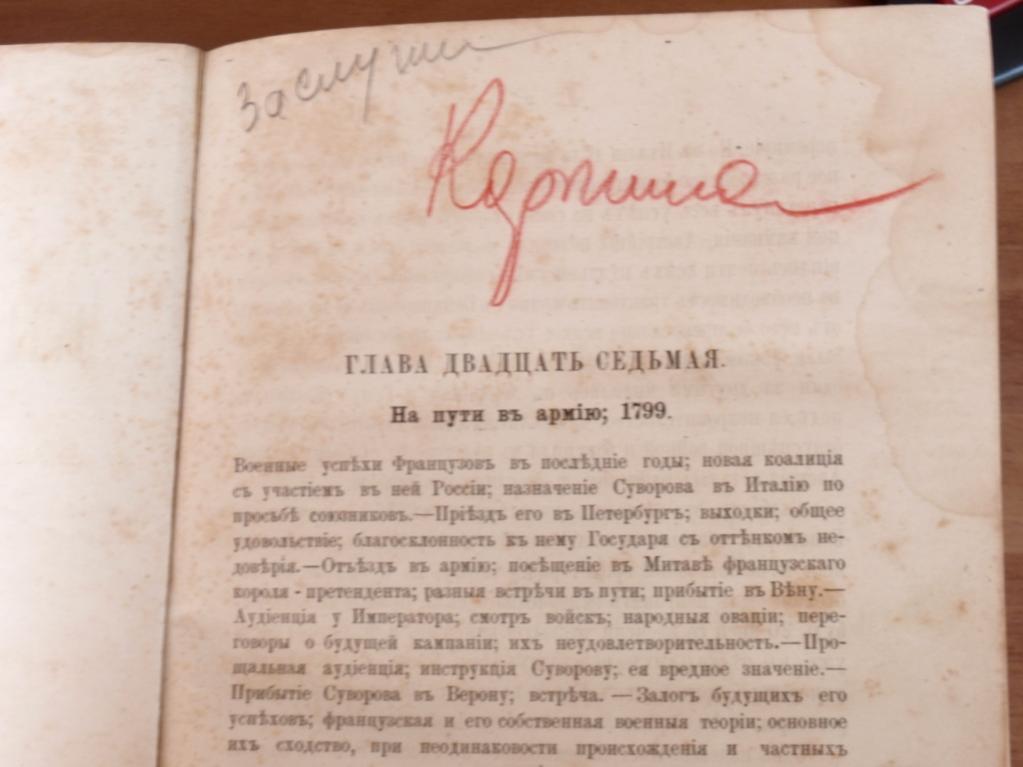 Заслужи
ГЛАВА ДВАДЦАТЬ СЕДЬМАЯ.
На пути въ армію; 1799.
Военные успѣхи Французовъ въ послѣдніе годы; новая коалиція
съ участіемъ въ ней Россіи; назначеніе Суворова въ Италію по
просьбѣ союзниковъ.—Пріѣздъ его въ Петербургъ; выходки; общее
удовольствіе; благосклонность къ нему Государя съ оттѣнкомъ не-
довѣрія.—Отъѣздъ въ армію; посѣщеніе въ Митавѣ французскаго
короля - претендента; разныя встрѣчи въ пути; прибытіе въ Вѣну.—
Аудіенція у Императора; смотръ войскъ; народныя оваціи; пере-
говоры о будущей кампаніи; ихъ неудовлетворительность.—Про-
щальная аудіенція; инструкція Суворову; ея вредное значеніе.—
Прибытіе Суворова въ Верону; встрѣча. — Залогъ будущихъ его
успѣховъ; французская и его собственная военныя теоріи; основное
ихъ сходство, при неодинаковости происхожденія и частныхъ